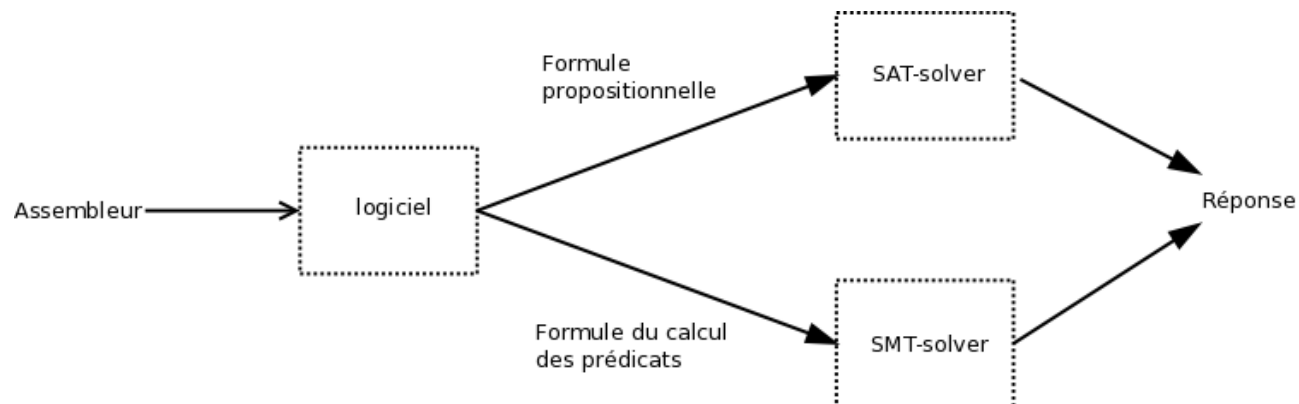 Formule
propositionnelle
SAT-solver
Assembleur
logiciel
Réponse
Formule du calcul
des prédicats
SMT-solver